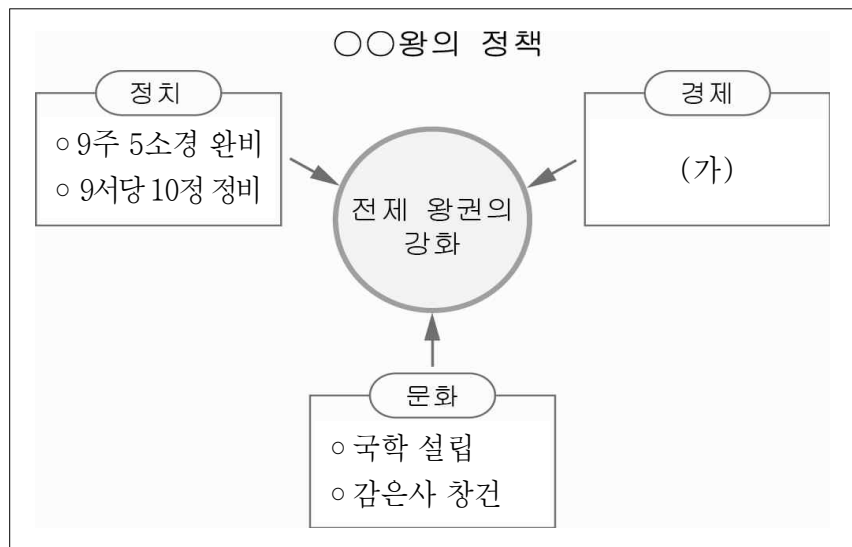 ○○왕의 정책
정치
○ 9주 5소경 완비
○ 9서당 10정 정비
경제
(가)
전제 왕권의
강화
문화
○ 국학 설립
○ 감은사 창건